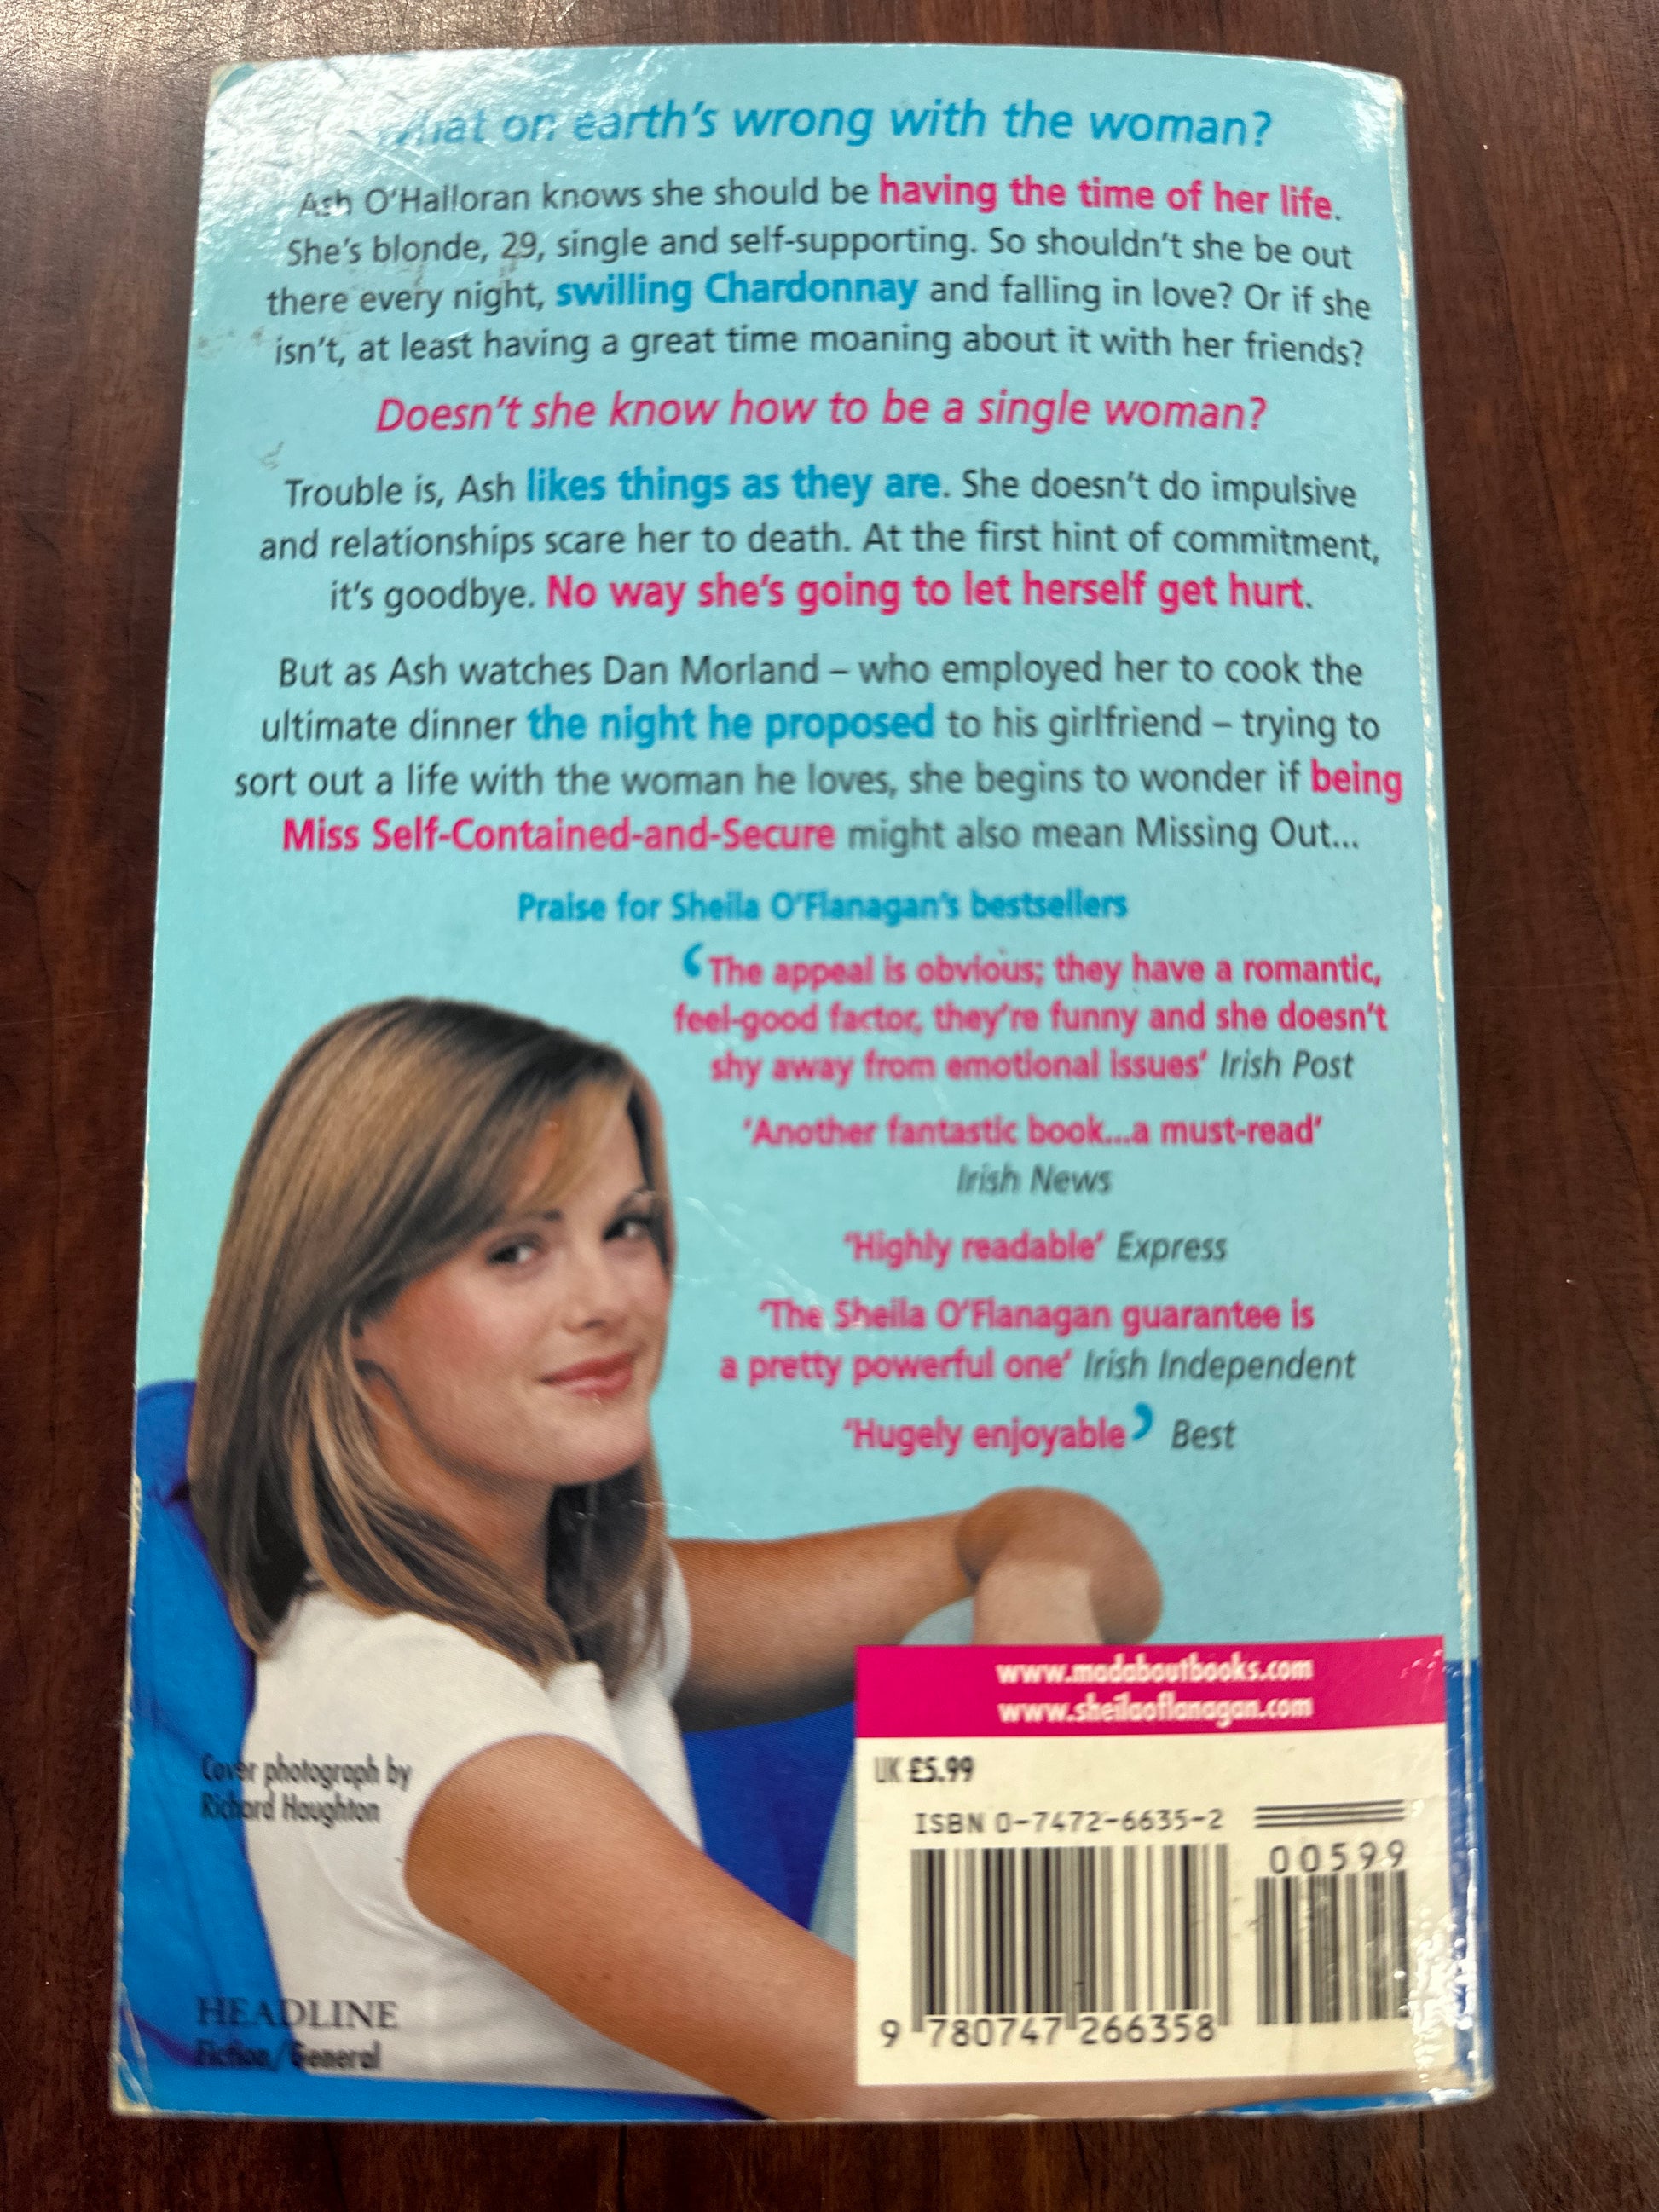 What on earth's wrong with the woman?
Ash O'Halloran knows she should be having the time of her life.
She's blonde, 29, single and self-supporting. So shouldn't she be out
there every night, swilling Chardonnay and falling in love? Or if she
isn't, at least having a great time moaning about it with her friends?
Doesn't she know how to be a single woman?
Trouble is, Ash likes things as they are. She doesn't do impulsive
and relationships scare her to death. At the first hint of commitment,
it's goodbye. No way she's going to let herself get hurt.
But as Ash watches Dan Morland – who employed her to cook the
ultimate dinner the night he proposed to his girlfriend – trying to
sort out a life with the woman he loves, she begins to wonder if being
Miss Self-Contained-and-Secure might also mean Missing Out...
Praise for Sheila O'Flanagan's bestsellers
‘The appeal is obvious; they have a romantic,
feel-good factor, they're funny and she doesn't
shy away from emotional issues’ Irish Post
‘Another fantastic book...a must-read’
Irish News
‘Highly readable’ Express
‘The Sheila O'Flanagan guarantee is
a pretty powerful one’ Irish Independent
‘Hugely enjoyable’ Best
www.madaboutbooks.com
www.sheilaoflanagan.com
Cover photograph by
Richard Haughton
UK £5.99
ISBN 0-7472-6635-2
00599
9 780747 266358
HEADLINE
Fiction/General